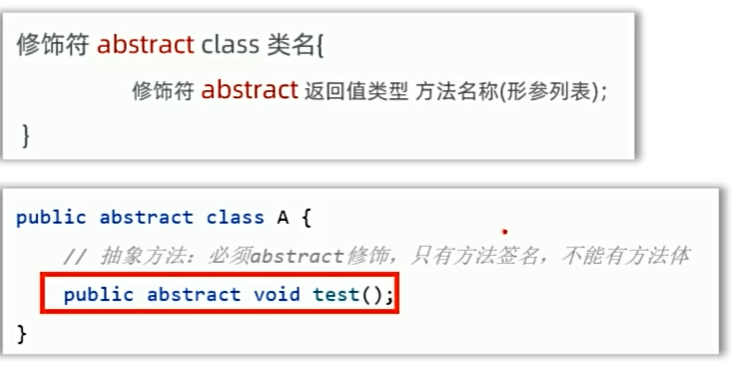 修饰符 abstract class 类名{
修饰符 abstract 返回值类型 方法名称(形参列表);
}
public abstract class A {
// 抽象方法：必须abstract修饰，只有方法签名，不能有方法体
public abstract void test();
}